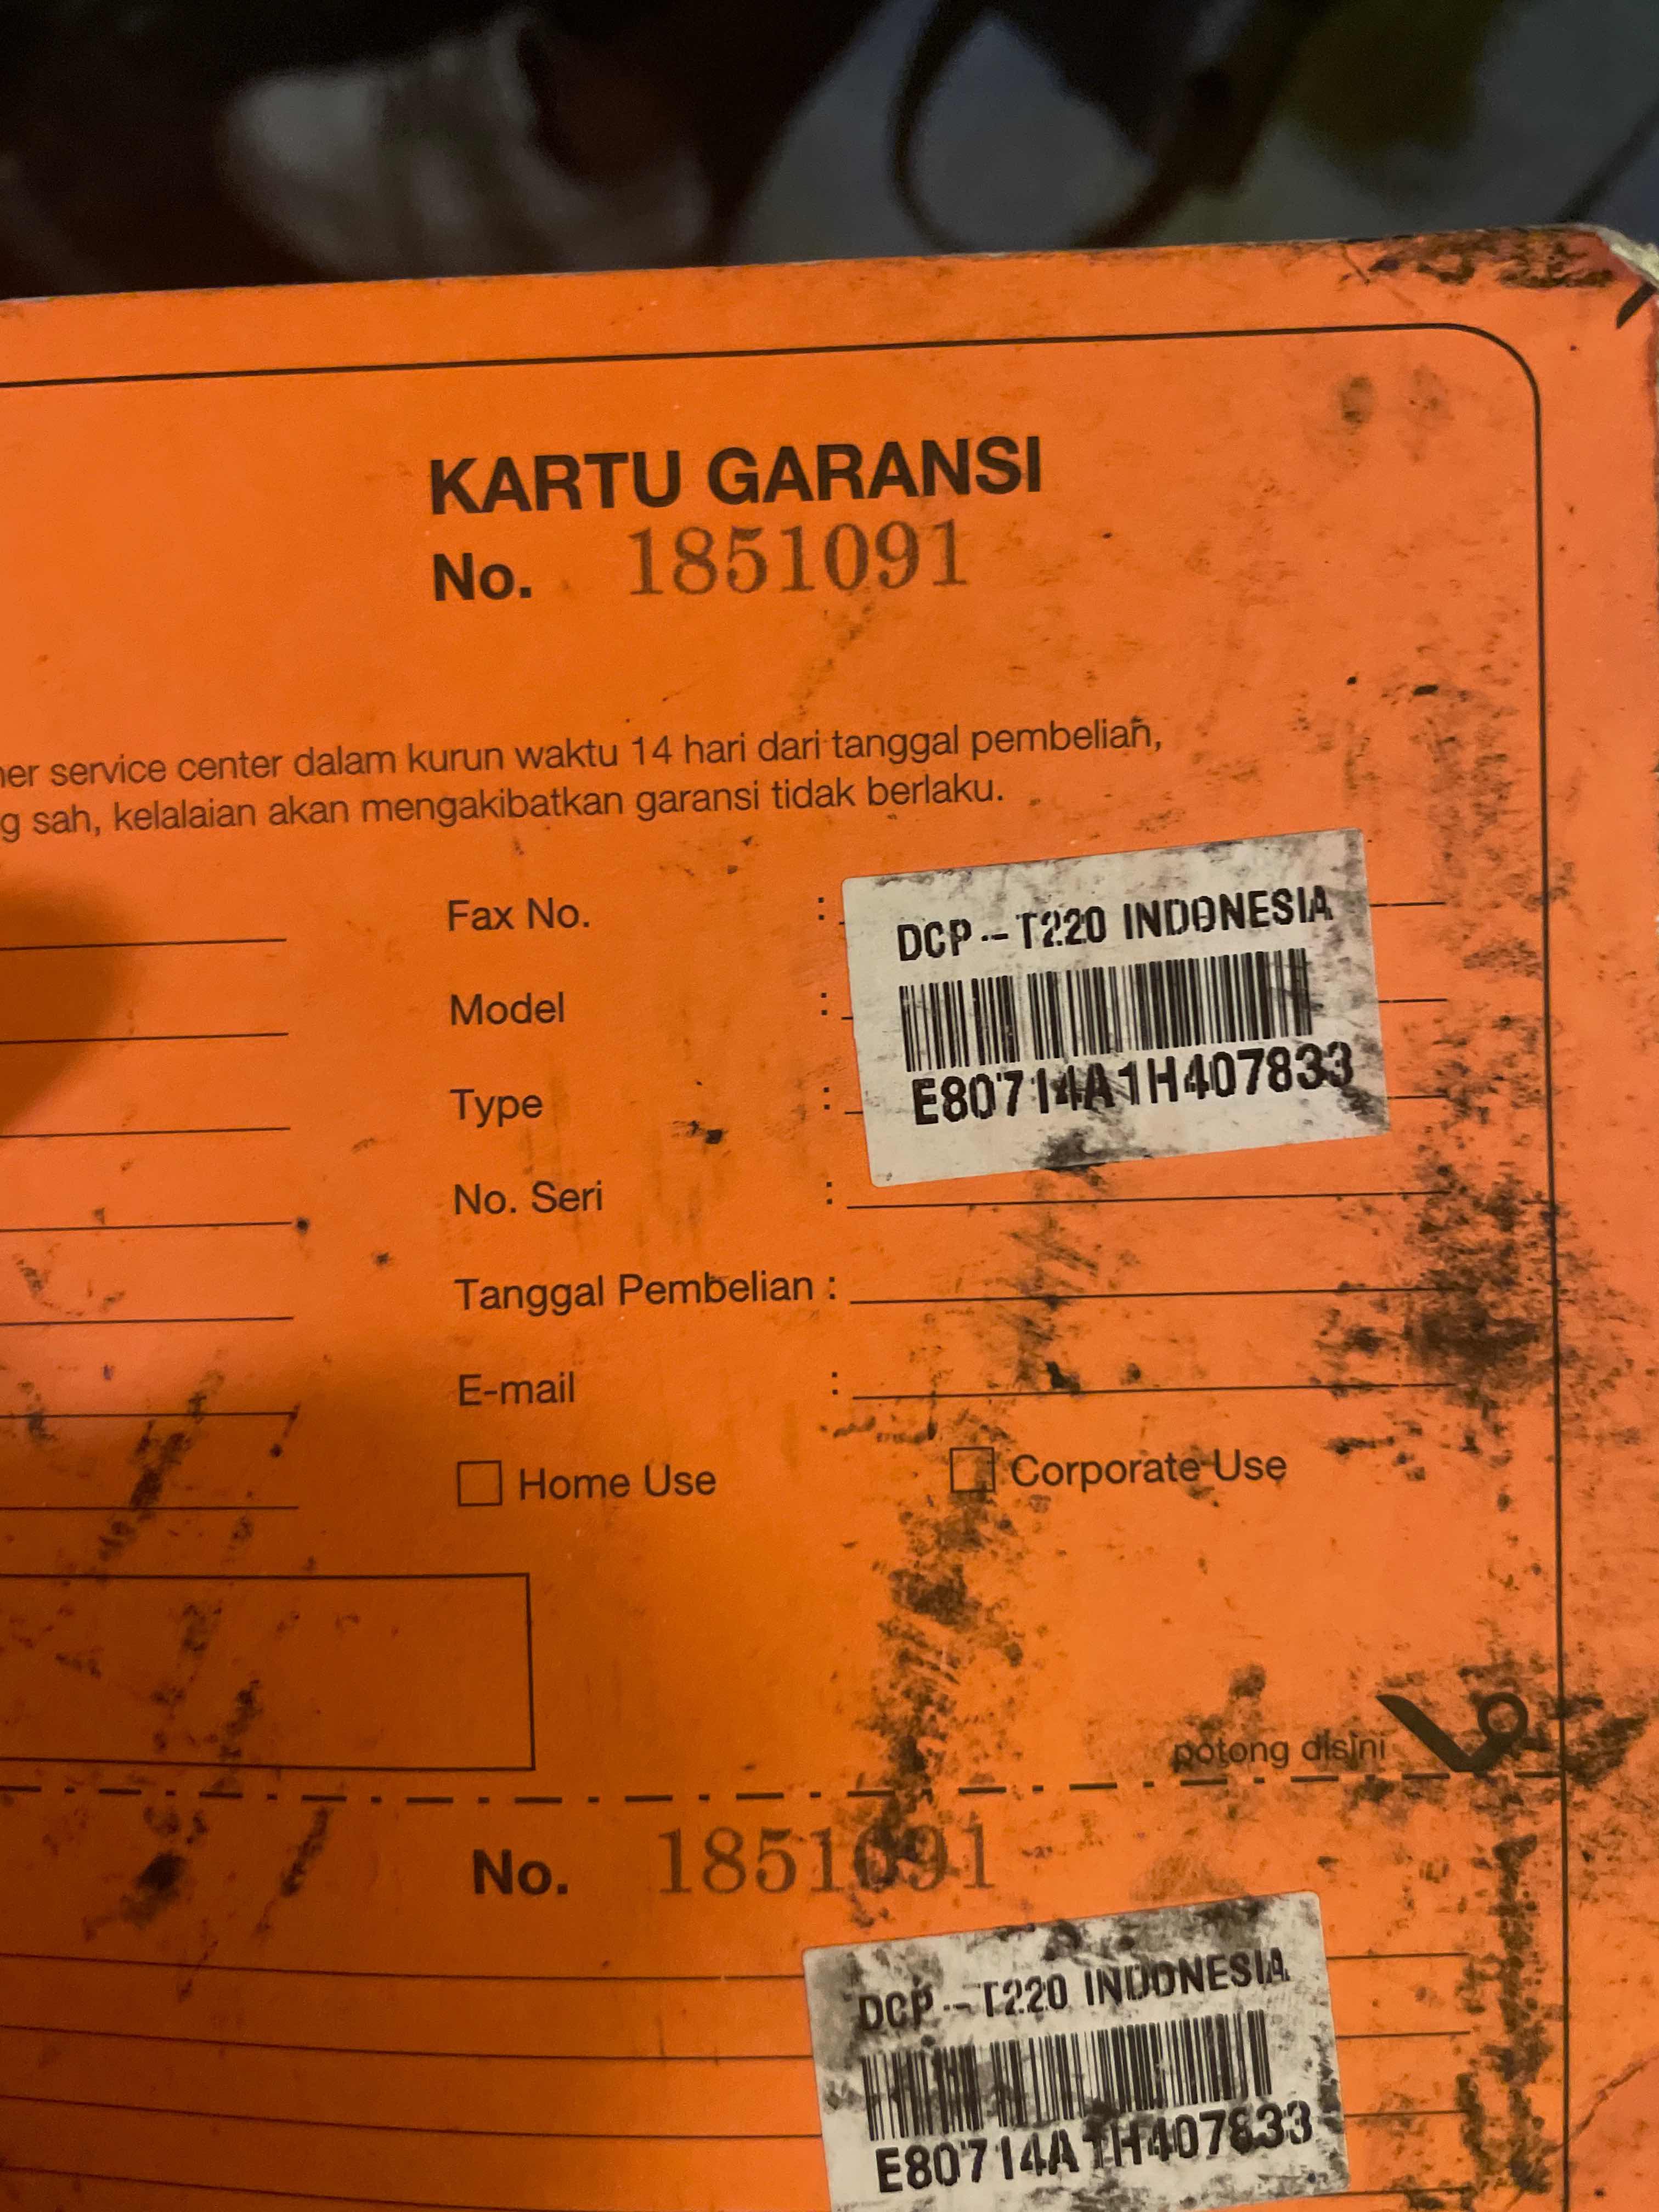 KARTU GARANSI
No. 1851091
er service center dalam kurun waktu 14 hari dari tanggal pembelian,
g sah, kelalaian akan mengakibatkan garansi tidak berlaku.
Fax No. :
DCP - T220 INDONESIA
Model :
E80714A1H407833
Type :
No. Seri :
Tanggal Pembelian :
E-mail :
Home Use Corporate Use
potong disini
No. 1851091
DCP - T220 INDONESIA
E80714A1H407833